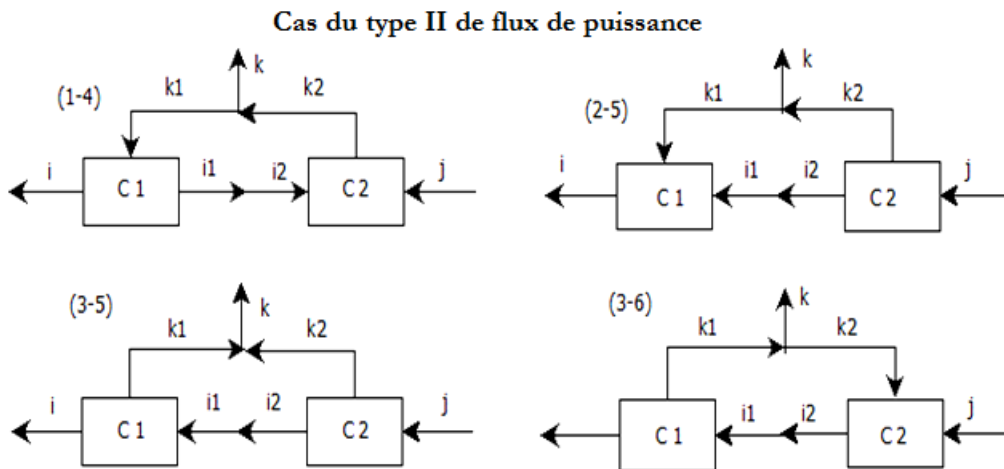 Cas du type II de flux de puissance
(1-4)
k
k1
k2
i
C 1
i1
i2
C 2
j
(2-5)
k
k1
k2
i
C 1
i1
i2
C 2
j
(3-5)
k
k1
k2
i
C 1
i1
i2
C 2
j
(3-6)
k
k1
k2
C 1
i1
i2
C 2
j